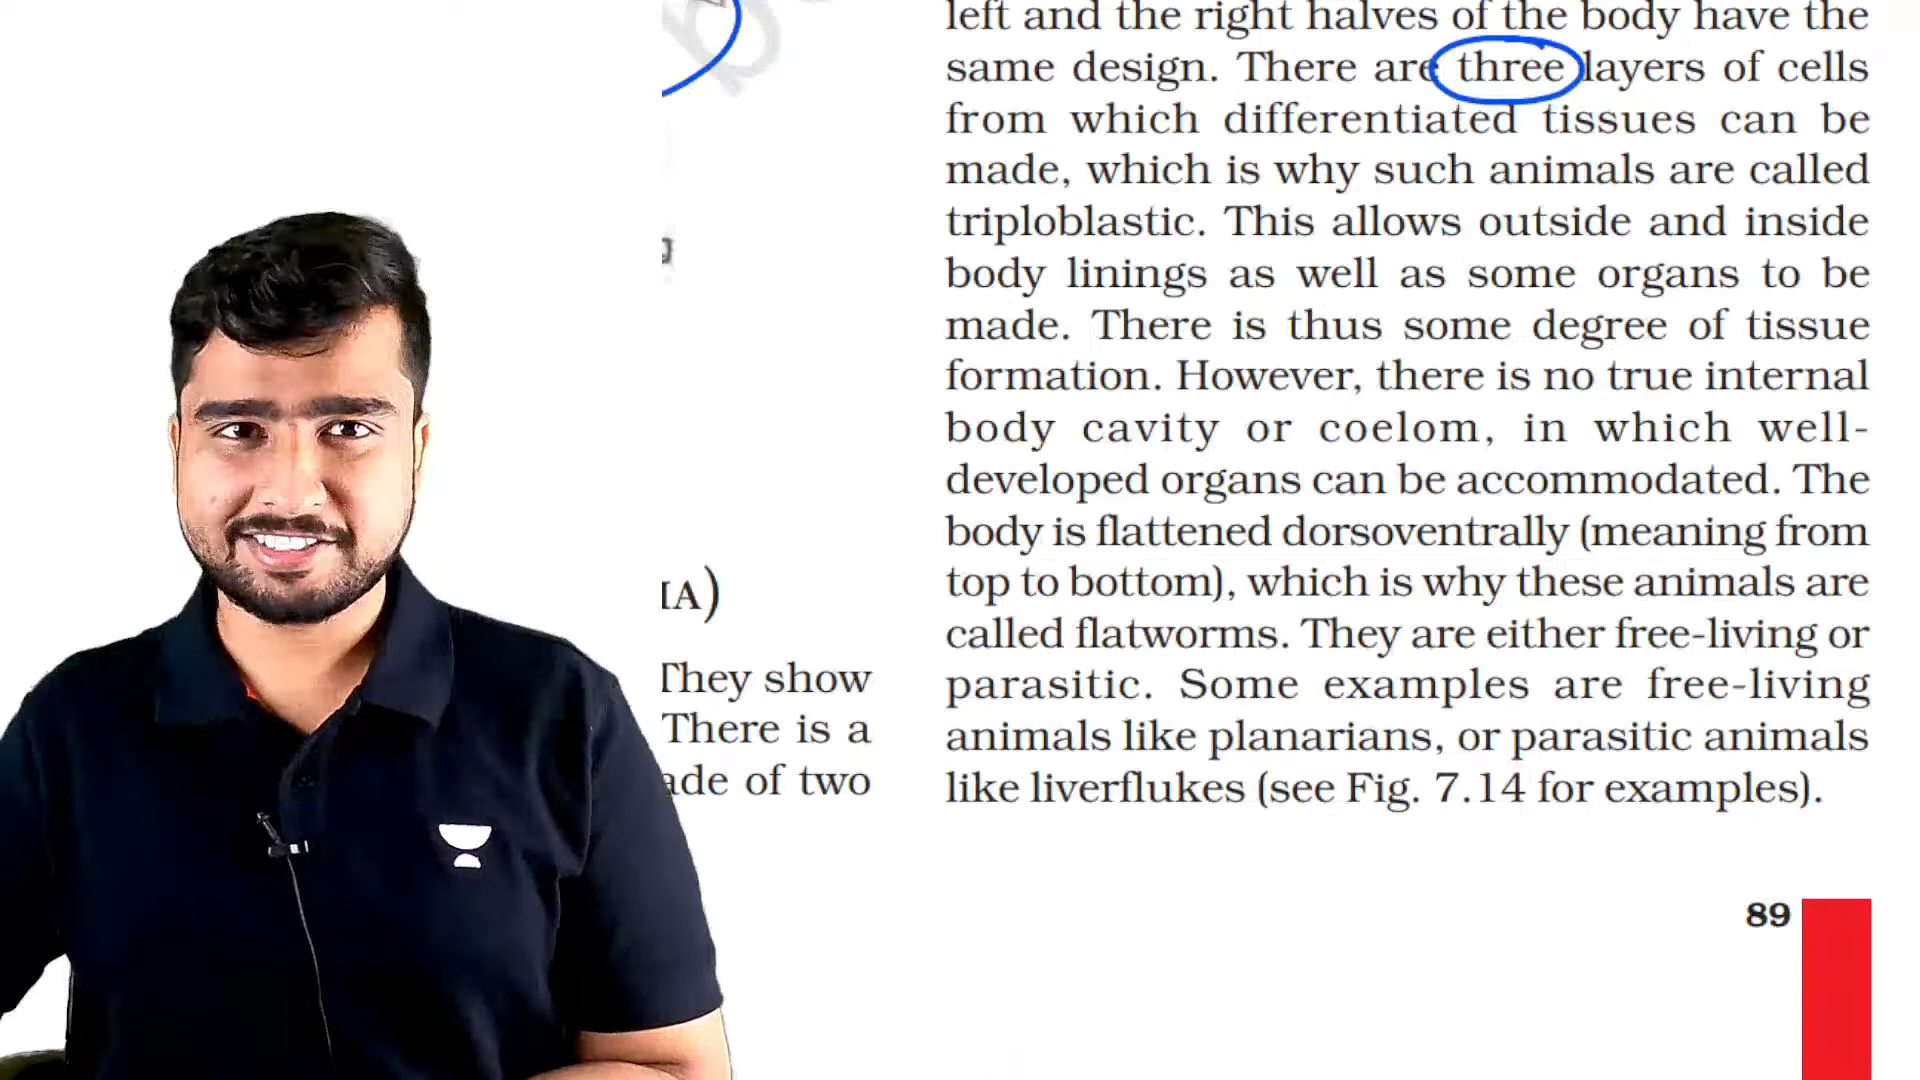 IA)
They show
There is a
ade of two
left and the right halves of the body have the
same design. There are three layers of cells
from which differentiated tissues can be
made, which is why such animals are called
triploblastic. This allows outside and inside
body linings as well as some organs to be
made. There is thus some degree of tissue
formation. However, there is no true internal
body cavity or coelom, in which well-
developed organs can be accommodated. The
body is flattened dorsoventrally (meaning from
top to bottom), which is why these animals are
called flatworms. They are either free-living or
parasitic. Some examples are free-living
animals like planarians, or parasitic animals
like liverflukes (see Fig. 7.14 for examples).
89